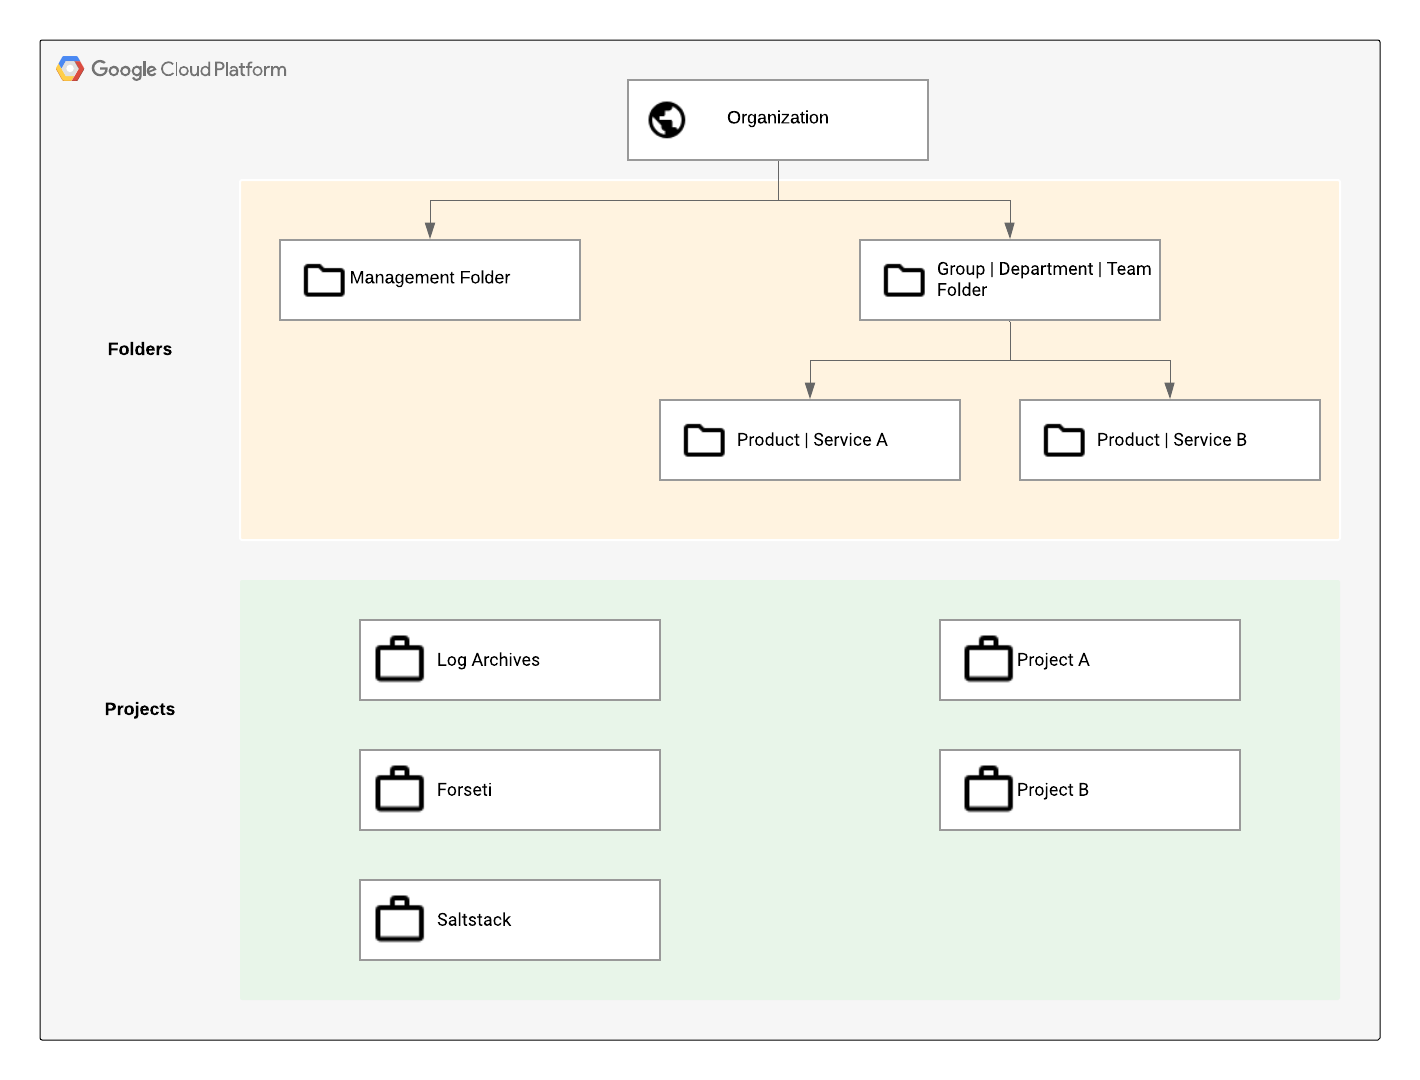 Google Cloud Platform
Organization
Management Folder
Group | Department | Team
Folder
Folders
Product | Service A
Product | Service B
Log Archives
Project A
Projects
Forseti
Project B
Saltstack